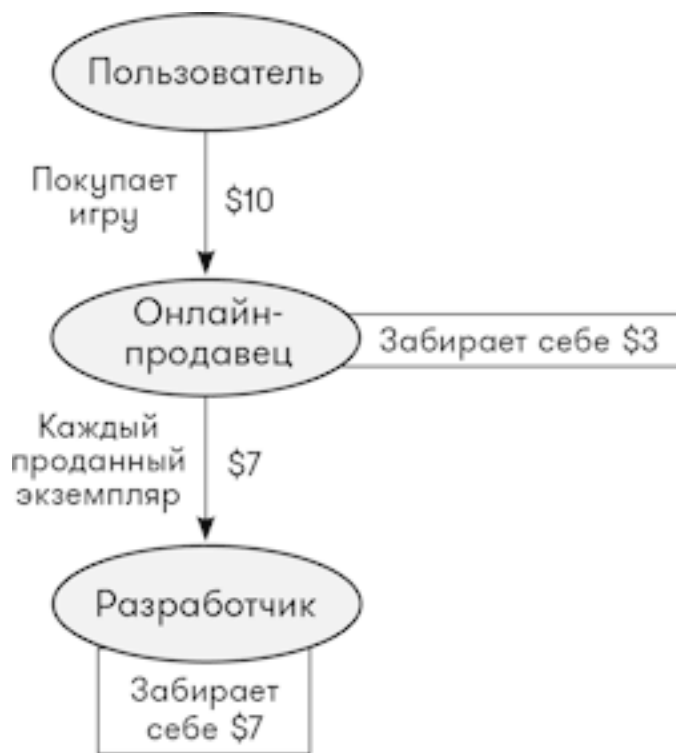 Пользователь
Покупает
игру
$10
Онлайн-
продавец
Забирает себе $3
Каждый
проданный
экземпляр
$7
Разработчик
Забирает
себе $7